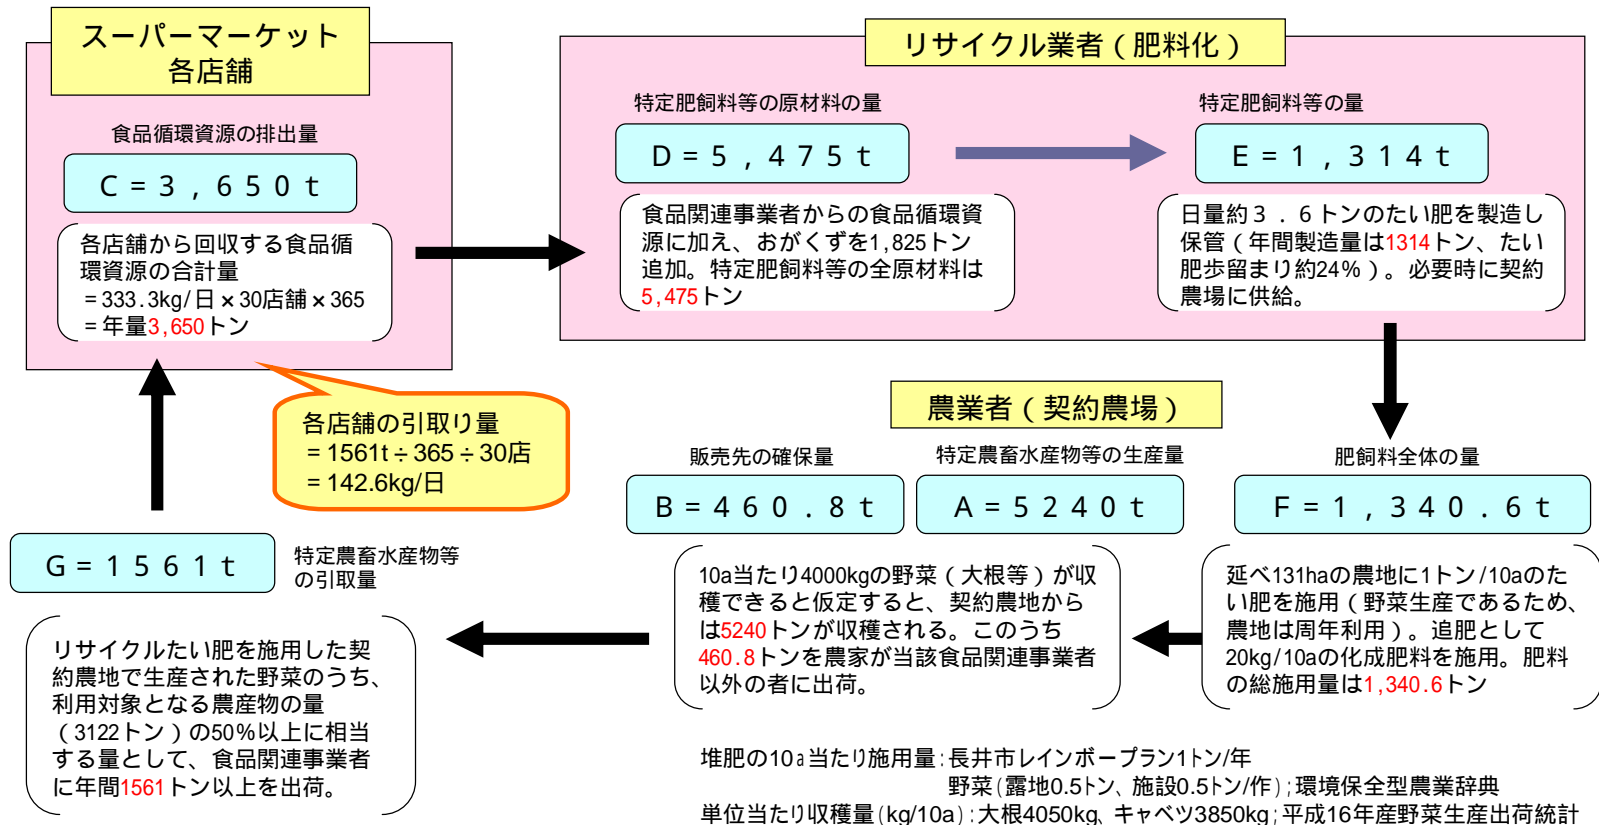 スーパーマーケット
各店舗
食品循環資源の排出量
C=3,650t
各店舗から回収する食品循
環資源の合計量
=333.3kg/日×30店舗×365
=年量3,650トン
リサイクル業者(肥料化)
特定肥飼料等の原材料の量
D=5,475t
食品関連事業者からの食品循環資
源に加え、おがくずを1,825トン
追加。特定肥飼料等の全原材料は
5,475トン
特定肥飼料等の量
E=1,314t
日量約3.6トンのたい肥を製造し
保管(年間製造量は1314トン、たい
肥歩留まり約24%)。必要時に契約
農場に供給。
各店舗の引取り量
=1561t÷365÷30店
=142.6kg/日
農業者(契約農場)
販売先の確保量
B=460.8t
特定農畜水産物等の生産量
A=5240t
10a当たり4000kgの野菜(大根等)が収
穫できると仮定すると、契約農地から
は5240トンが収穫される。このうち
460.8トンを農家が当該食品関連事業者
以外の者に出荷。
肥飼料全体の量
F=1,340.6t
延べ131haの農地に1トン/10aのた
い肥を施用(野菜生産であるため、
農地は周年利用)。追肥として
20kg/10aの化成肥料を施用。肥料
の総施用量は1,340.6トン
G=1561t
特定農畜水産物等
の引取量
リサイクルたい肥を施用した契
約農地で生産された野菜のうち、
利用対象となる農産物の量
(3122トン)の50%以上に相当
する量として、食品関連事業者
に年間1561トン以上を出荷。
堆肥の10a当たり施用量:長井市レインボープラン1トン/年
野菜(露地0.5トン、施設0.5トン/作);環境保全型農業辞典
単位当たり収穫量(kg/10a):大根4050kg、キャベツ3850kg;平成16年産野菜生産出荷統計